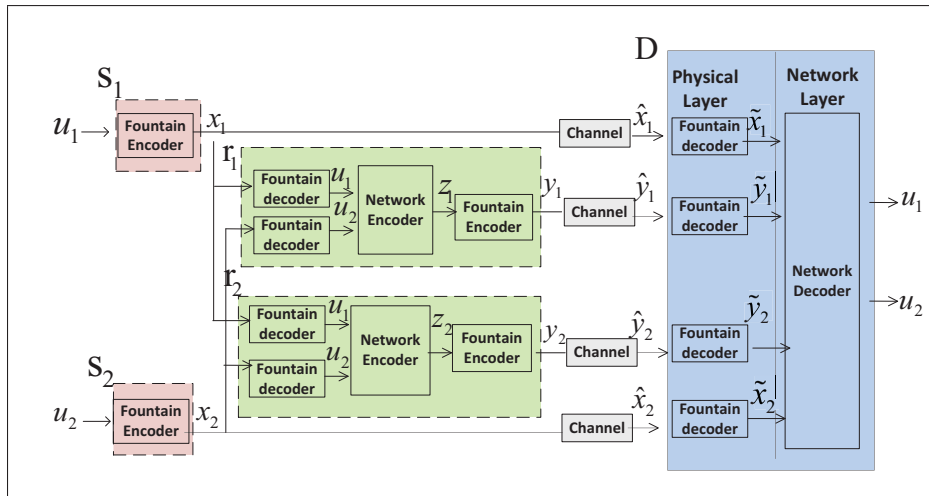 D
Physical
Layer
Network
Layer
S₁
u₁
Fountain
Encoder
x₁
Channel
x̂₁
Fountain
decoder
x̃₁
r₁
Fountain
decoder
u₁
Fountain
decoder
u₂
Network
Encoder
z₁
Fountain
Encoder
y₁
Channel
ŷ₁
Fountain
decoder
ỹ₁
Network
Decoder
u₁
u₂
r₂
Fountain
decoder
u₁
Fountain
decoder
u₂
Network
Encoder
z₂
Fountain
Encoder
y₂
Channel
ŷ₂
Fountain
decoder
ỹ₂
S₂
u₂
Fountain
Encoder
x₂
Channel
x̂₂
Fountain
decoder
x̃₂